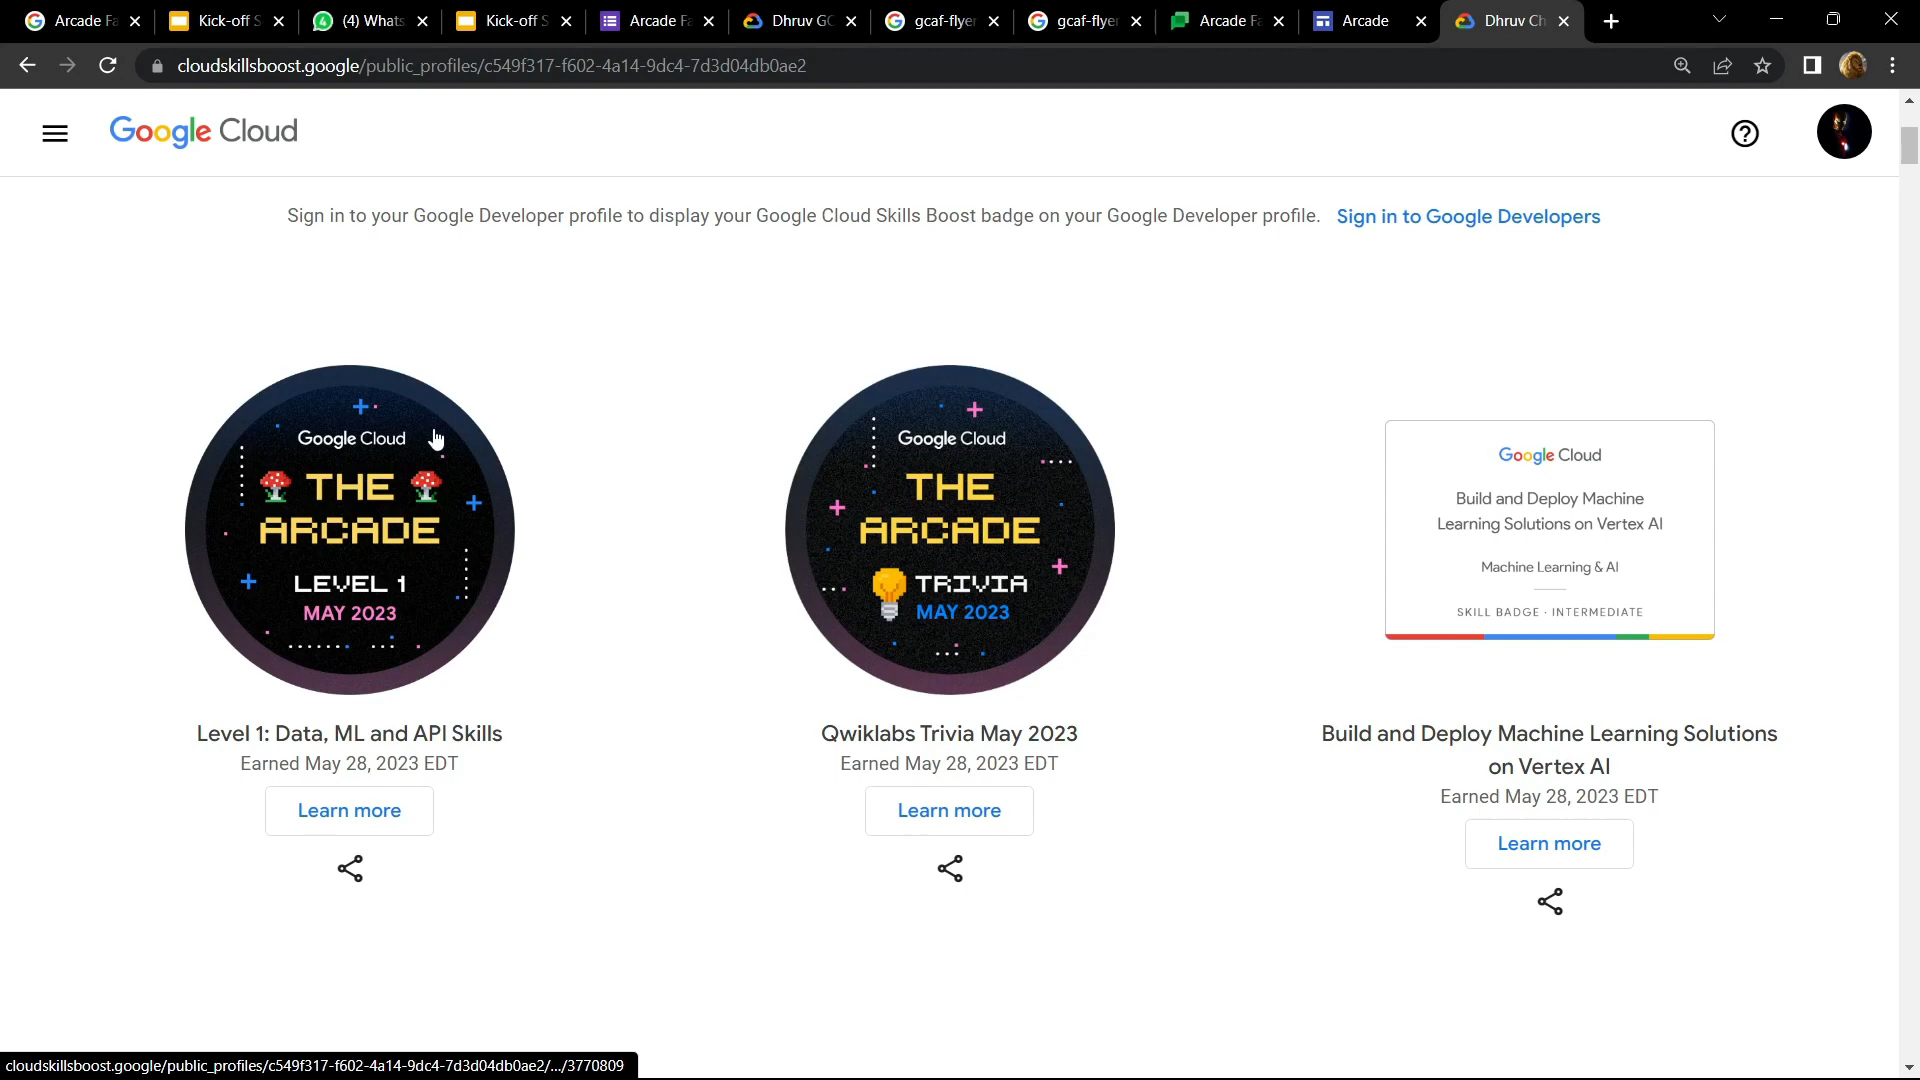 Arcade Fa
Kick-off S
(4) Whats
Kick-off S
Arcade Fa
Dhruv GC
gcaf-flyer
gcaf-flyer
Arcade Fa
Arcade
Dhruv Ch
cloudskillsboost.google/public_profiles/c549f317-f602-4a14-9dc4-7d3d04db0ae2
Google Cloud
Sign in to your Google Developer profile to display your Google Cloud Skills Boost badge on your Google Developer profile. Sign in to Google Developers
Google Cloud
THE
ARCADE
LEVEL 1
MAY 2023
Level 1: Data, ML and API Skills
Earned May 28, 2023 EDT
Learn more
Google Cloud
THE
ARCADE
TRIVIA
MAY 2023
Qwiklabs Trivia May 2023
Earned May 28, 2023 EDT
Learn more
Google Cloud
Build and Deploy Machine
Learning Solutions on Vertex AI
Machine Learning & AI
SKILL BADGE · INTERMEDIATE
Build and Deploy Machine Learning Solutions
on Vertex AI
Earned May 28, 2023 EDT
Learn more
cloudskillsboost.google/public_profiles/c549f317-f602-4a14-9dc4-7d3d04db0ae2/.../3770809